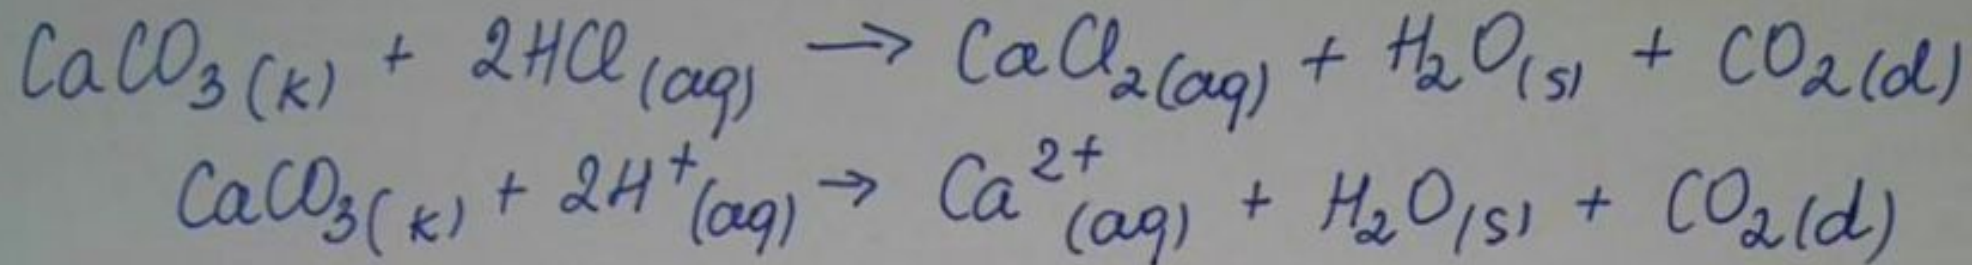 CaCO₃(k) + 2HCl(aq) → CaCl₂(aq) + H₂O(s) + CO₂(d)
CaCO₃(k) + 2H⁺(aq) → Ca²⁺(aq) + H₂O(s) + CO₂(d)